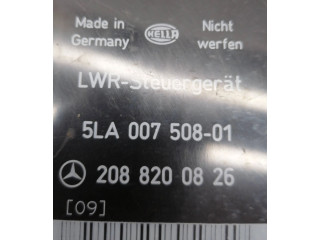 Made in
Germany
HELLA
Nicht
werfen
LWR-Steuergerät
5LA 007 508-01
208 820 08 26
[09]